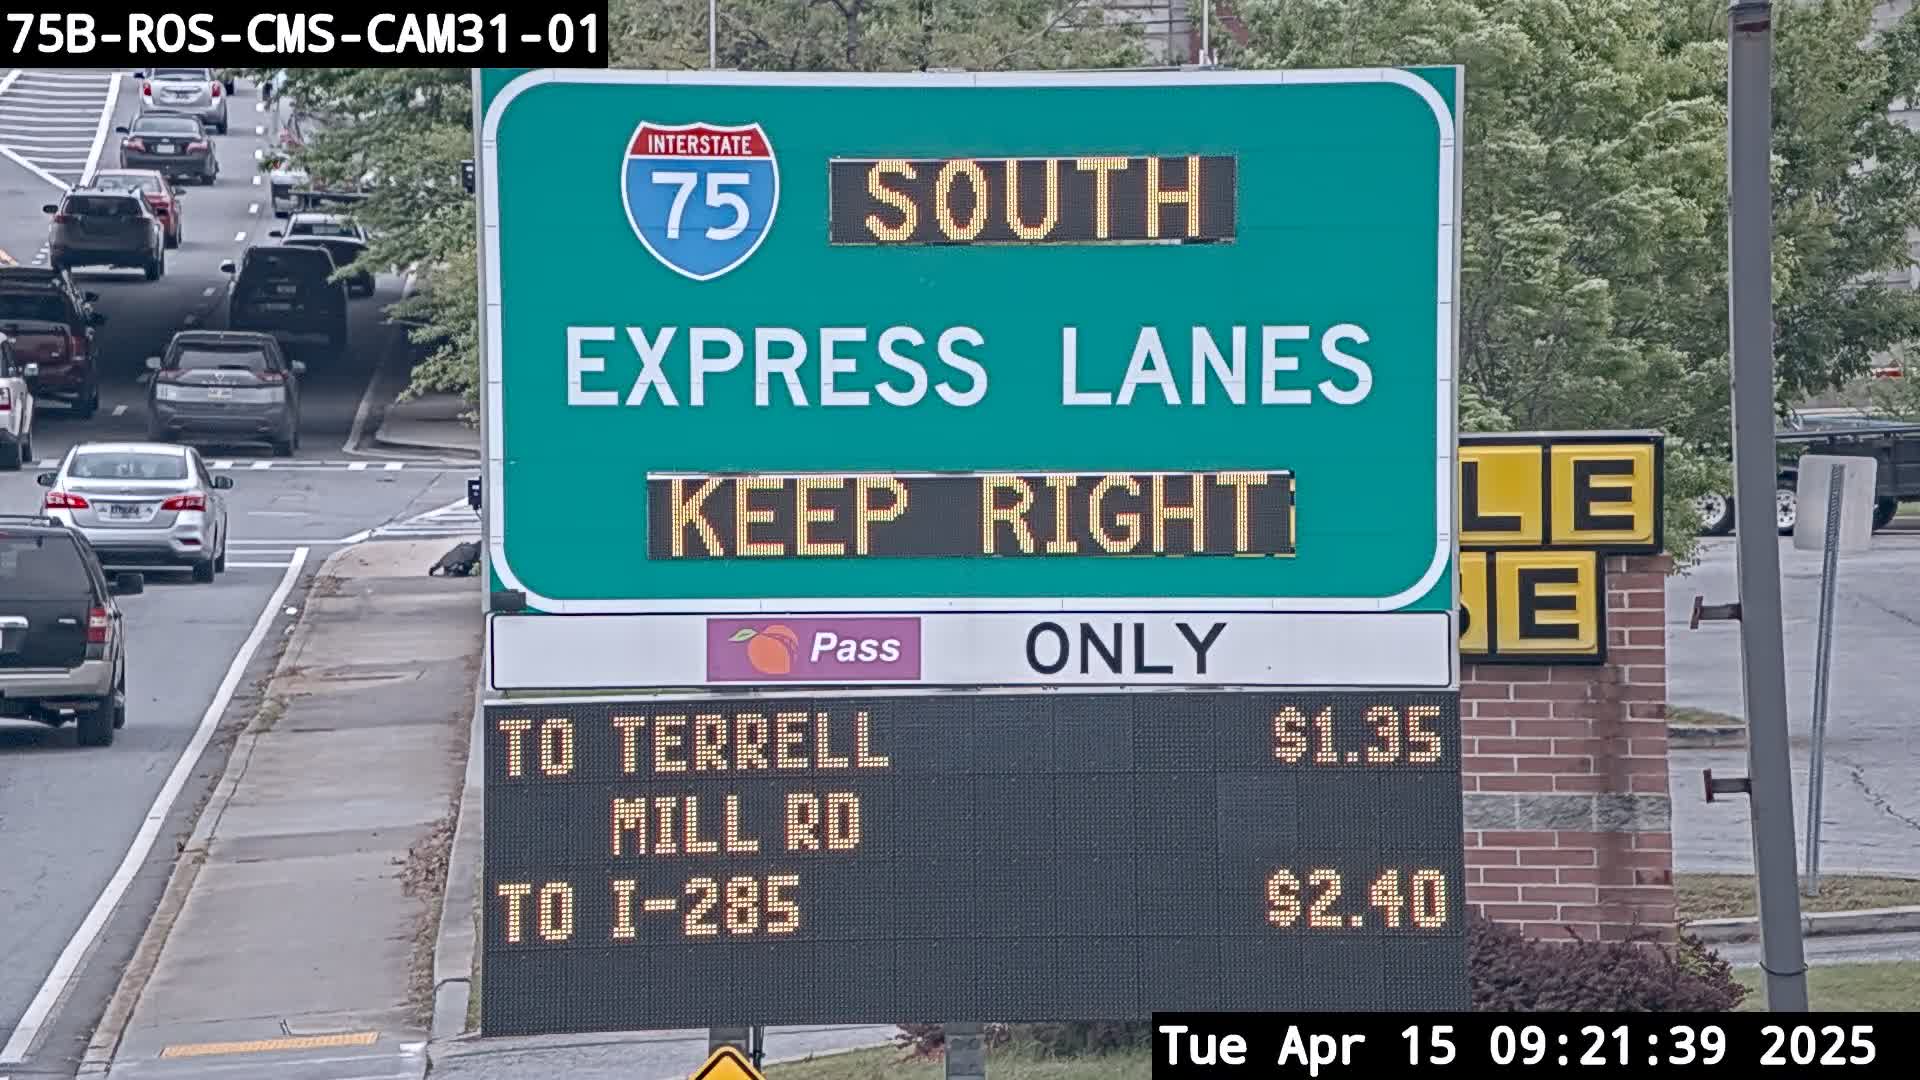 75B-ROS-CMS-CAM31-01
INTERSTATE
75
SOUTH
EXPRESS LANES
KEEP RIGHT
Pass ONLY
TO TERRELL $1.35
MILL RD
TO I-285 $2.40
LE
E
Tue Apr 15 09:21:39 2025